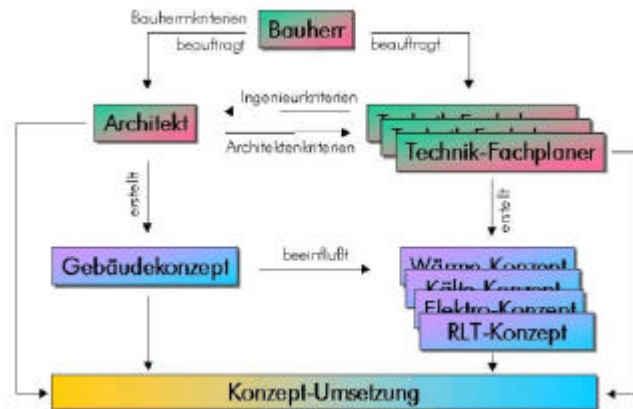 Bauherrnkriterien
beauftragt
Bauherr
beauftragt
Ingenieurkriterien
Architekt
Architektenkriterien
Technik-Fachplaner
erstellt
erstellt
Gebäudekonzept
beeinflußt
Wärme-Konzept
Kälte-Konzept
Elektro-Konzept
RLT-Konzept
Konzept-Umsetzung